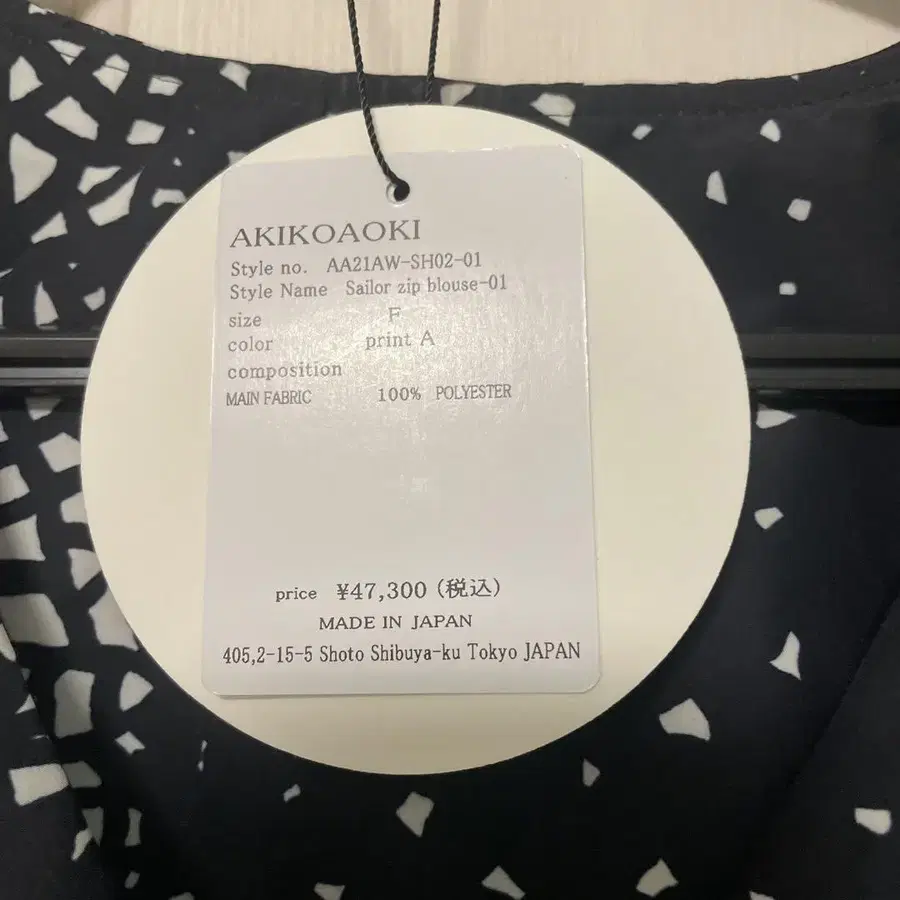 AKIKOAOKI
Style no. AA21AW-SH02-01
Style Name Sailor zip blouse-01
size F
color print A
composition
MAIN FABRIC 100% POLYESTER
price ¥47,300 (税込)
MADE IN JAPAN
405,2-15-5 Shoto Shibuya-ku Tokyo JAPAN